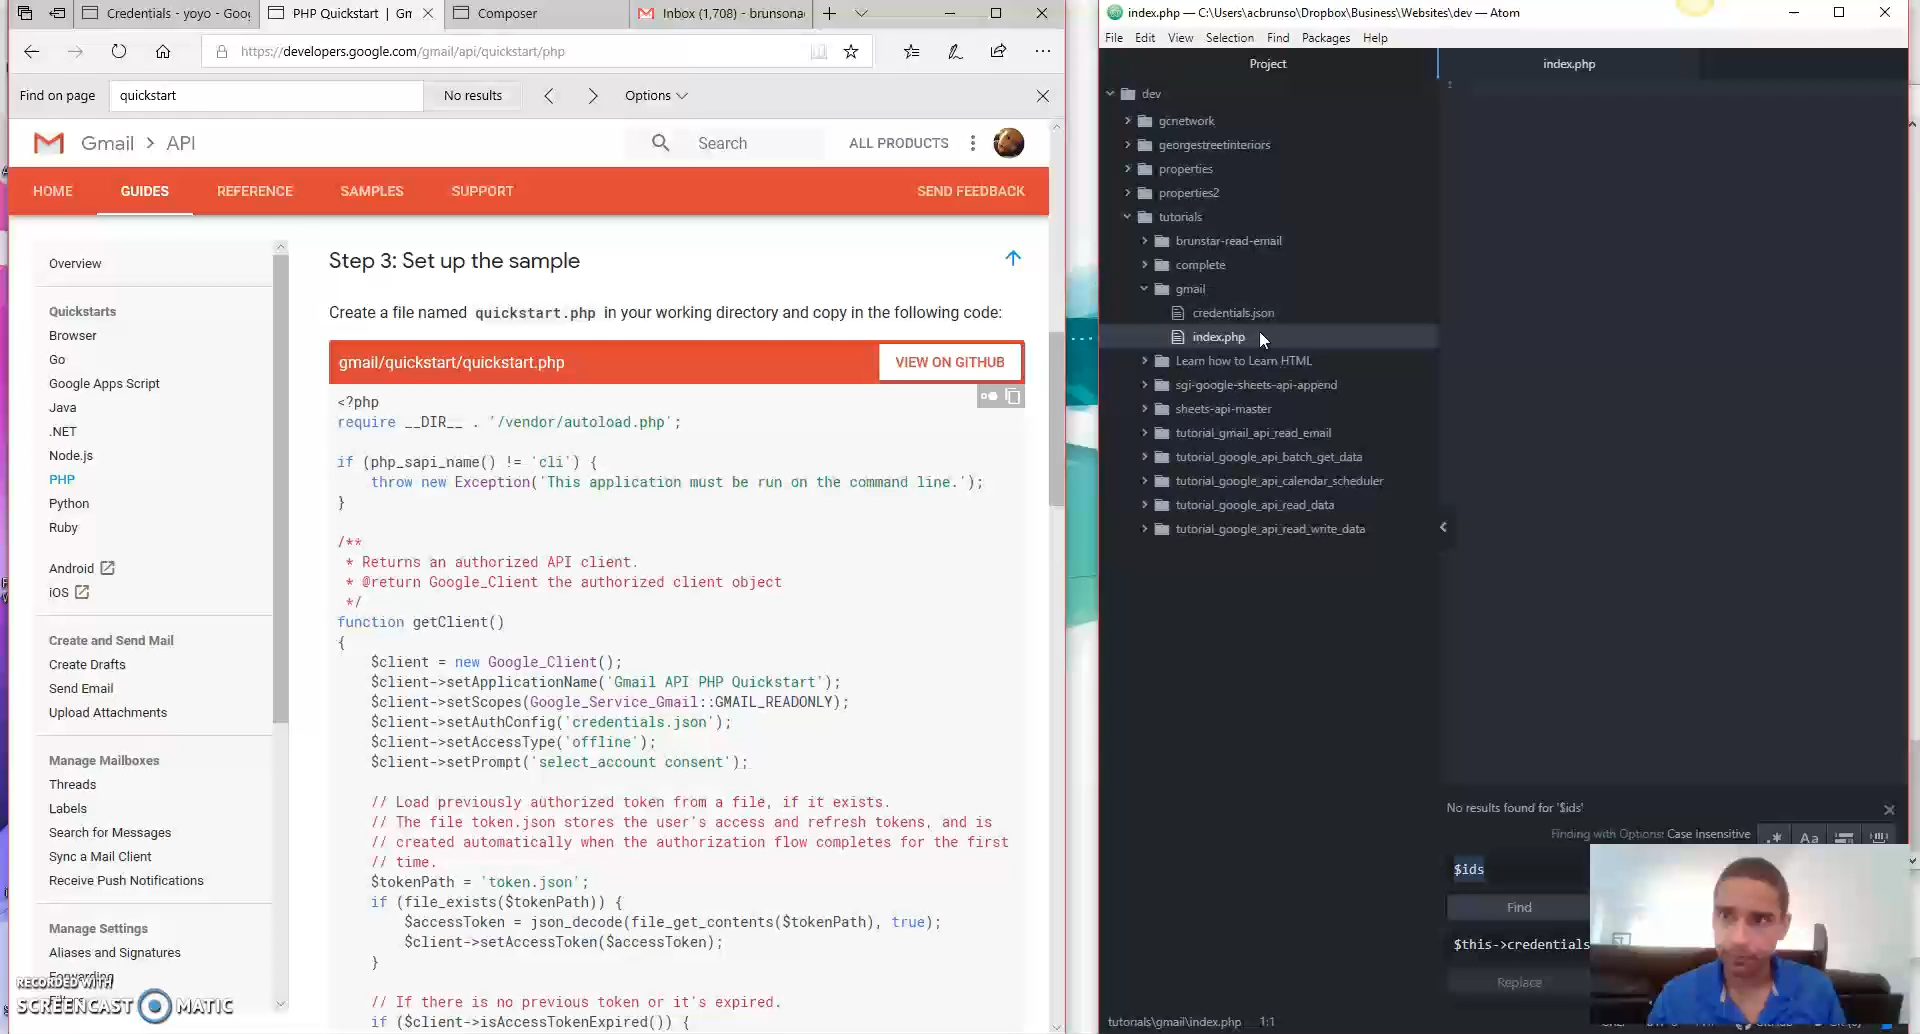 Credentials - yoyo - Goo
PHP Quickstart | Gm
Composer
Inbox (1,708) - brunsona
https://developers.google.com/gmail/api/quickstart/php
Find on page
quickstart
No results
Options
Gmail > API
Search
ALL PRODUCTS
HOME
GUIDES
REFERENCE
SAMPLES
SUPPORT
SEND FEEDBACK
Overview
Quickstarts
Browser
Go
Google Apps Script
Java
.NET
Node.js
PHP
Python
Ruby
Android
iOS
Create and Send Mail
Create Drafts
Send Email
Upload Attachments
Manage Mailboxes
Threads
Labels
Search for Messages
Sync a Mail Client
Receive Push Notifications
Manage Settings
Aliases and Signatures
Forwarding
RECORDED WITH
SCREENCAST MATIC
Step 3: Set up the sample
Create a file named quickstart.php in your working directory and copy in the following code:
gmail/quickstart/quickstart.php
VIEW ON GITHUB
<?php
require __DIR__ . '/vendor/autoload.php';
if (php_sapi_name() != 'cli') {
throw new Exception('This application must be run on the command line.');
}
/**
* Returns an authorized API client.
* @return Google_Client the authorized client object
*/
function getClient()
{
$client = new Google_Client();
$client->setApplicationName('Gmail API PHP Quickstart');
$client->setScopes(Google_Service_Gmail::GMAIL_READONLY);
$client->setAuthConfig('credentials.json');
$client->setAccessType('offline');
$client->setPrompt('select_account consent');
// Load previously authorized token from a file, if it exists.
// The file token.json stores the user's access and refresh tokens, and is
// created automatically when the authorization flow completes for the first
// time.
$tokenPath = 'token.json';
if (file_exists($tokenPath)) {
$accessToken = json_decode(file_get_contents($tokenPath), true);
$client->setAccessToken($accessToken);
}
// If there is no previous token or it's expired.
if ($client->isAccessTokenExpired()) {
index.php — C:\Users\acbrunso\Dropbox\Business\Websites\dev — Atom
File Edit View Selection Find Packages Help
Project
index.php
dev
gcnetwork
georgestreetinteriors
properties
properties2
tutorials
brunstar-read-email
complete
gmail
credentials.json
index.php
Learn how to Learn HTML
sgi-google-sheets-api-append
sheets-api-master
tutorial_gmail_api_read_email
tutorial_google_api_batch_get_data
tutorial_google_api_calendar_scheduler
tutorial_google_api_read_data
tutorial_google_api_read_write_data
1
No results found for '$ids'
Finding with Options: Case Insensitive
.* Aa
$ids
Find
$this->credentials
Replace
tutorials\gmail\index.php 1:1